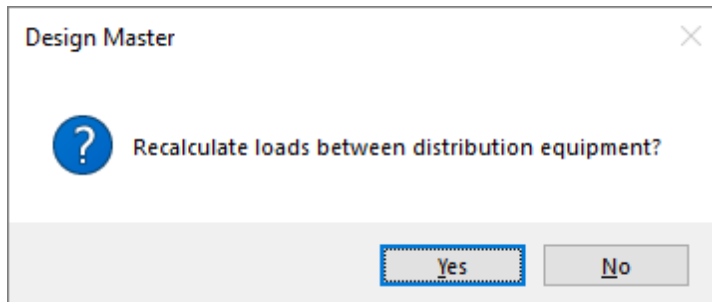 Design Master
Recalculate loads between distribution equipment?
Yes
No